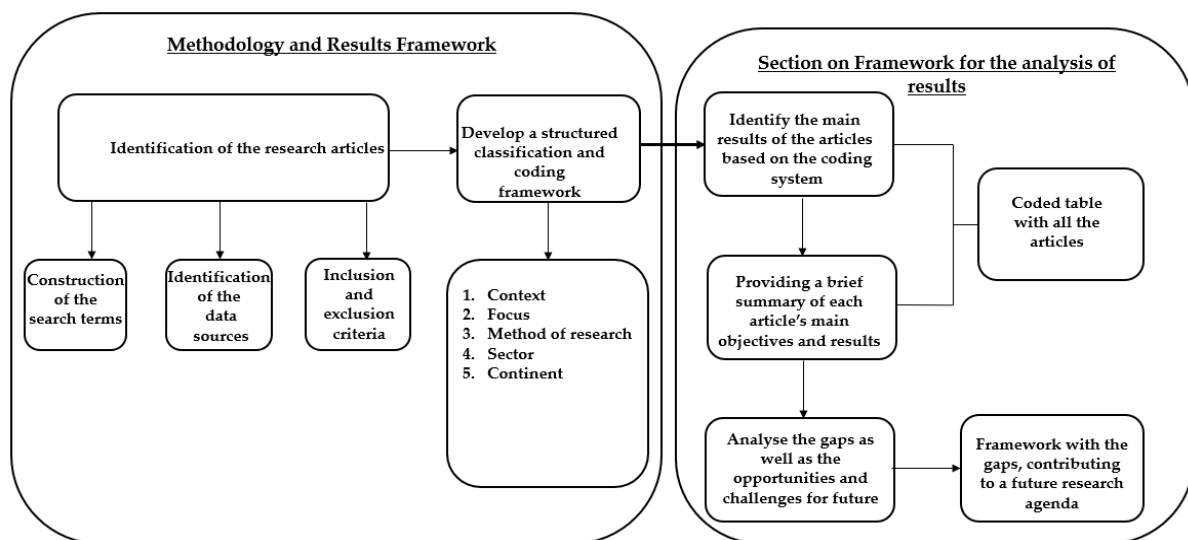 Methodology and Results Framework
Identification of the research articles
Develop a structured
classification and
coding
framework
Construction
of the
search terms
Identification
of the
data
sources
Inclusion
and
exclusion
criteria
1. Context
2. Focus
3. Method of research
4. Sector
5. Continent
Section on Framework for the analysis of
results
Identify the main
results of the articles
based on the coding
system
Coded table
with all the
articles
Providing a brief
summary of each
article's main
objectives and results
Analyse the gaps as
well as the
opportunities and
challenges for future
Framework with the
gaps, contributing
to a future research
agenda